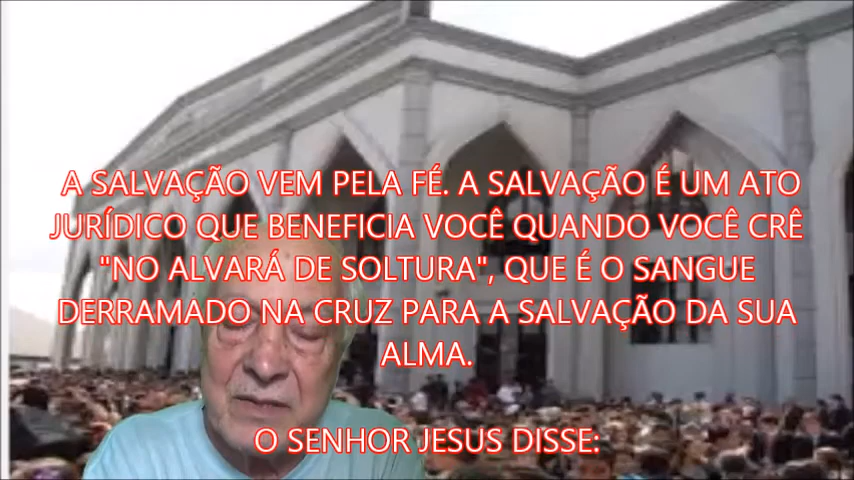 A SALVAÇÃO VEM PELA FÉ. A SALVAÇÃO É UM ATO
JURÍDICO QUE BENEFICIA VOCÊ QUANDO VOCÊ CRÊ
"NO ALVARÁ DE SOLTURA", QUE É O SANGUE
DERRAMADO NA CRUZ PARA A SALVAÇÃO DA SUA
ALMA.
O SENHOR JESUS DISSE: